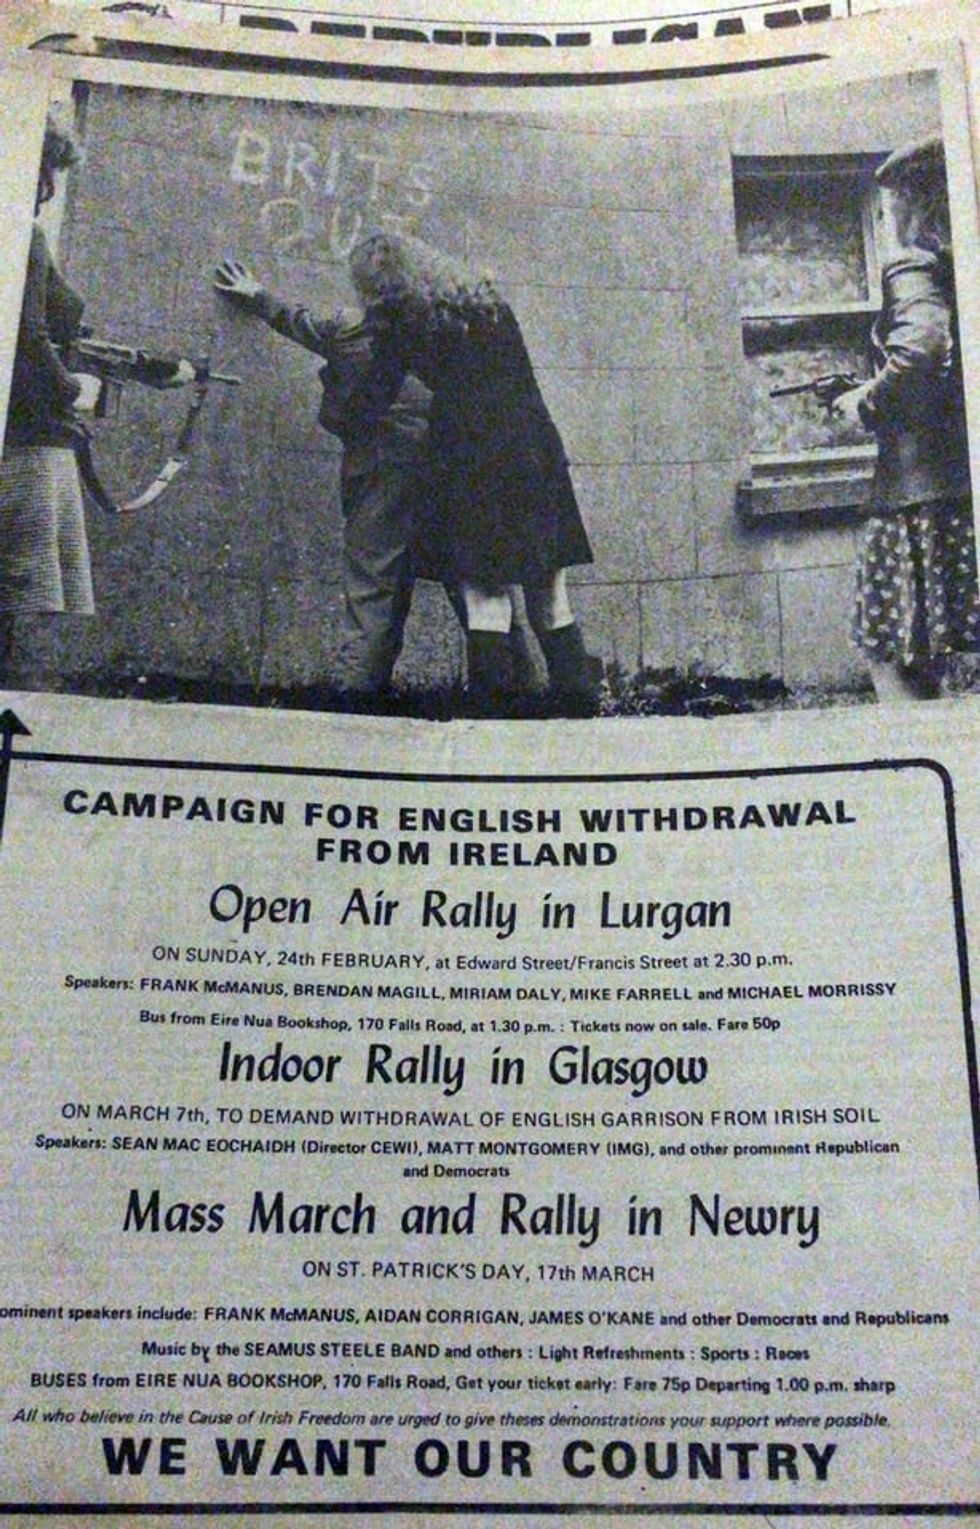 REPUBLICAN
BRITS
OUT
CAMPAIGN FOR ENGLISH WITHDRAWAL
FROM IRELAND
Open Air Rally in Lurgan
ON SUNDAY, 24th FEBRUARY, at Edward Street/Francis Street at 2.30 p.m.
Speakers: FRANK McMANUS, BRENDAN MAGILL, MIRIAM DALY, MIKE FARRELL and MICHAEL MORRISSY
Bus from Eire Nua Bookshop, 170 Falls Road, at 1.30 p.m. : Tickets now on sale. Fare 50p
Indoor Rally in Glasgow
ON MARCH 7th, TO DEMAND WITHDRAWAL OF ENGLISH GARRISON FROM IRISH SOIL
Speakers: SEAN MAC EOCHAIDH (Director CEWI), MATT MONTGOMERY (IMG), and other prominent Republican
and Democrats
Mass March and Rally in Newry
ON ST. PATRICK'S DAY, 17th MARCH
ominent speakers include: FRANK McMANUS, AIDAN CORRIGAN, JAMES O'KANE and other Democrats and Republicans
Music by the SEAMUS STEELE BAND and others : Light Refreshments : Sports : Races
BUSES from EIRE NUA BOOKSHOP, 170 Falls Road, Get your ticket early: Fare 75p Departing 1.00 p.m. sharp
All who believe in the Cause of Irish Freedom are urged to give theses demonstrations your support where possible.
WE WANT OUR COUNTRY